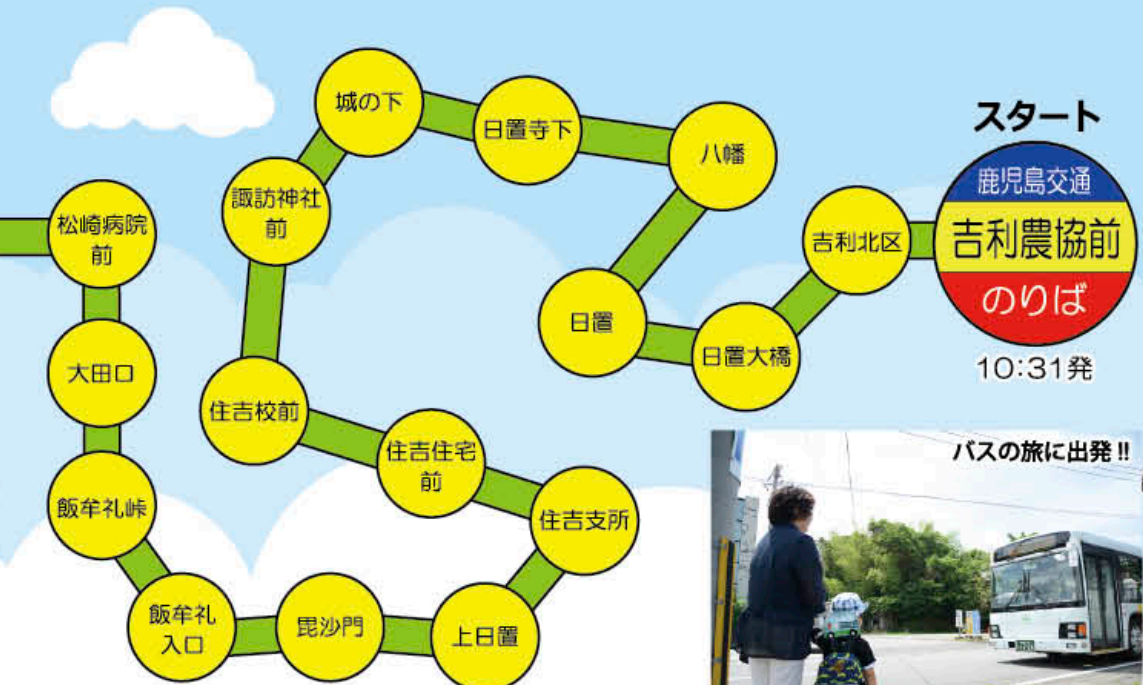 スタート
鹿児島交通
吉利農協前
のりば
10:31発
吉利北区
日置大橋
日置
八幡
日置寺下
城の下
諏訪神社
前
住吉校前
住吉住宅
前
住吉支所
上日置
毘沙門
飯牟礼
入口
飯牟礼峠
大田口
松崎病院
前
バスの旅に出発!!